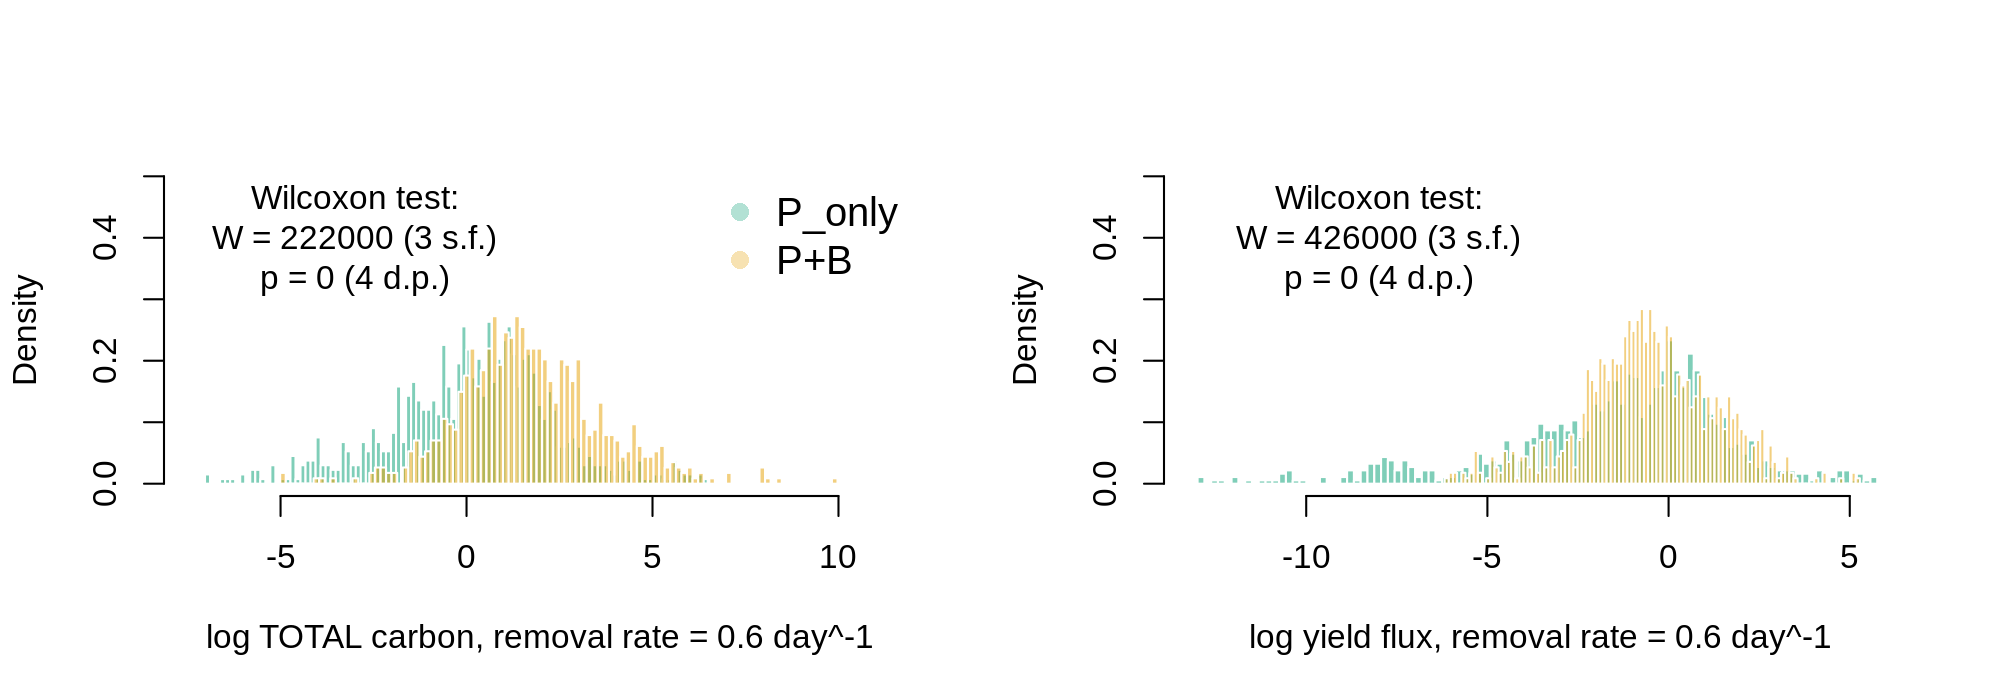 Wilcoxon test:
W = 222000 (3 s.f.)
p = 0 (4 d.p.)
P_only
P+B
Density
0.0
0.2
0.4
-5
0
5
10
log TOTAL carbon, removal rate = 0.6 day^-1
Wilcoxon test:
W = 426000 (3 s.f.)
p = 0 (4 d.p.)
Density
0.0
0.2
0.4
-10
-5
0
5
log yield flux, removal rate = 0.6 day^-1